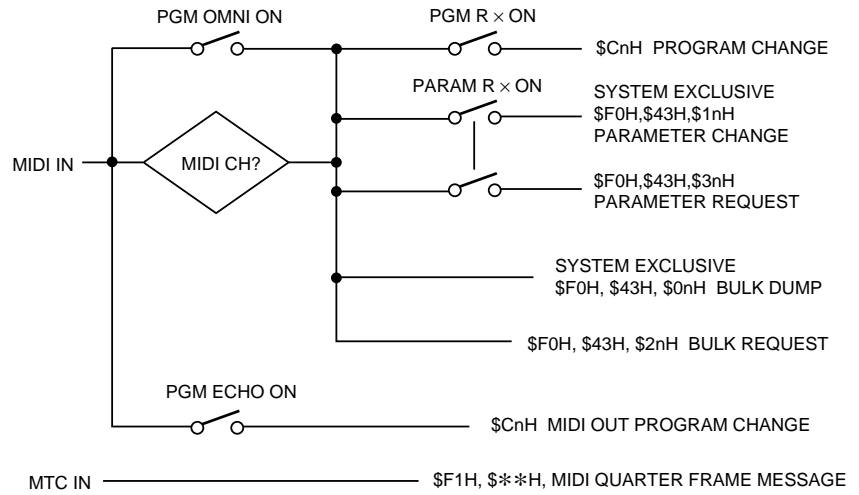 PGM OMNI ON
PGM R × ON
$CnH PROGRAM CHANGE
PARAM R × ON
SYSTEM EXCLUSIVE
$F0H,$43H,$1nH
PARAMETER CHANGE
MIDI IN
MIDI CH?
$F0H,$43H,$3nH
PARAMETER REQUEST
SYSTEM EXCLUSIVE
$F0H, $43H, $0nH BULK DUMP
$F0H, $43H, $2nH BULK REQUEST
PGM ECHO ON
$CnH MIDI OUT PROGRAM CHANGE
MTC IN
$F1H, $✳✳H, MIDI QUARTER FRAME MESSAGE